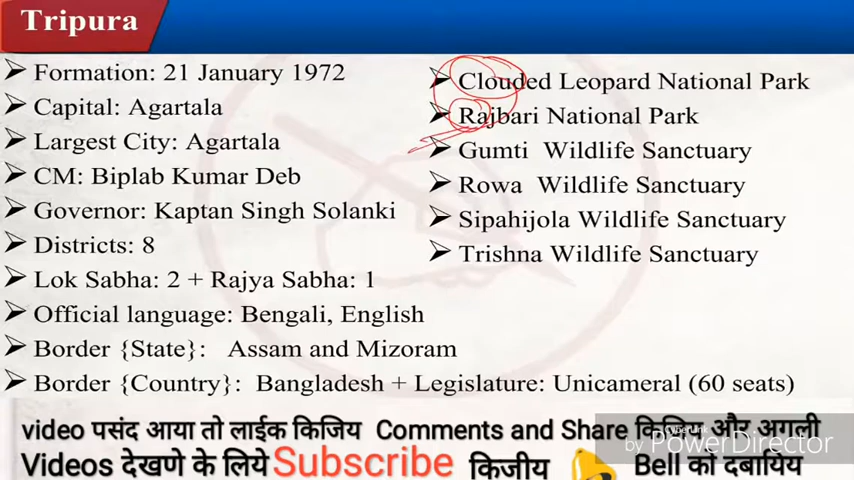 Tripura
Formation: 21 January 1972
Capital: Agartala
Largest City: Agartala
CM: Biplab Kumar Deb
Governor: Kaptan Singh Solanki
Districts: 8
Lok Sabha: 2 + Rajya Sabha: 1
Official language: Bengali, English
Border {State}: Assam and Mizoram
Border {Country}: Bangladesh + Legislature: Unicameral (60 seats)
Clouded Leopard National Park
Rajbari National Park
Gumti Wildlife Sanctuary
Rowa Wildlife Sanctuary
Sipahijola Wildlife Sanctuary
Trishna Wildlife Sanctuary
video पसंद आया तो लाईक किजिय Comments and Share किजिय और अगली
Videos देखणे के लिये Subscribe किजीय Bell को दबायिय
CyberLink
by PowerDirector